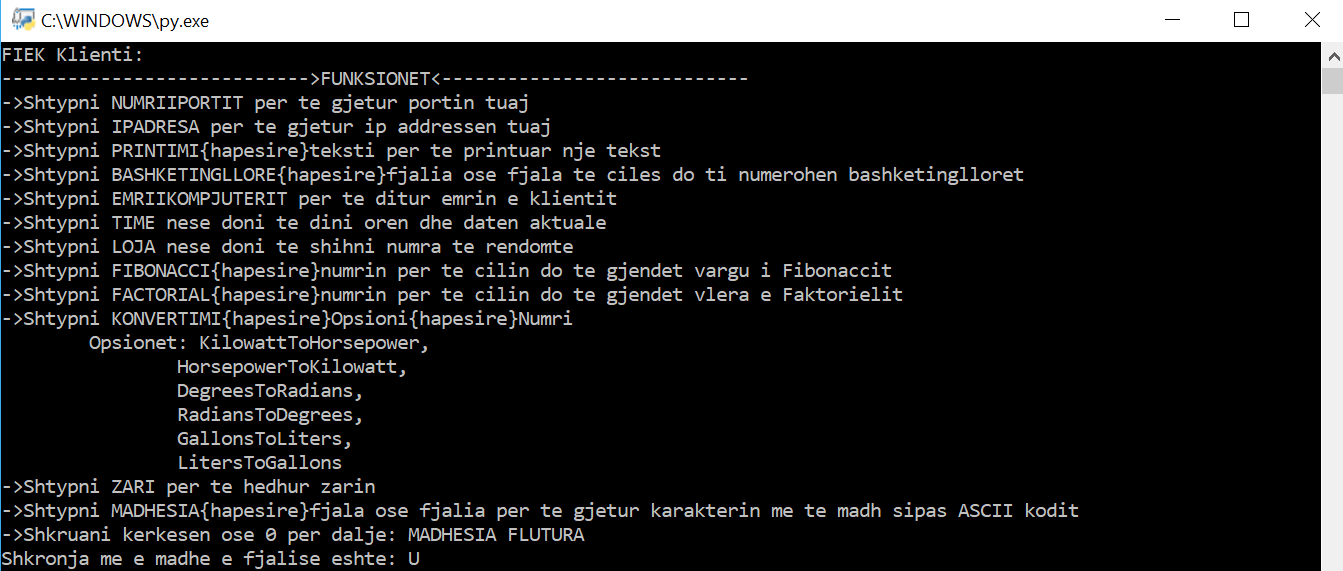 C:\WINDOWS\py.exe
FIEK Klienti:
---------------------------->FUNKSIONET<----------------------------
->Shtypni NUMRIIPORTIT per te gjetur portin tuaj
->Shtypni IPADRESA per te gjetur ip addressen tuaj
->Shtypni PRINTIMI{hapesire}teksti per te printuar nje tekst
->Shtypni BASHKETINGLLORE{hapesire}fjalia ose fjala te ciles do ti numerohen bashketinglloret
->Shtypni EMRIIKOMPJUTERIT per te ditur emrin e klientit
->Shtypni TIME nese doni te dini oren dhe daten aktuale
->Shtypni LOJA nese doni te shihni numra te rendomte
->Shtypni FIBONACCI{hapesire}numrin per te cilin do te gjendet vargu i Fibonaccit
->Shtypni FACTORIAL{hapesire}numrin per te cilin do te gjendet vlera e Faktorielit
->Shtypni KONVERTIMI{hapesire}Opsioni{hapesire}Numri
Opsionet: KilowattToHorsepower,
HorsepowerToKilowatt,
DegreesToRadians,
RadiansToDegrees,
GallonsToLiters,
LitersToGallons
->Shtypni ZARI per te hedhur zarin
->Shtypni MADHESIA{hapesire}fjala ose fjalia per te gjetur karakterin me te madh sipas ASCII kodit
->Shkruani kerkesen ose 0 per dalje: MADHESIA FLUTURA
Shkronja me e madhe e fjalise eshte: U